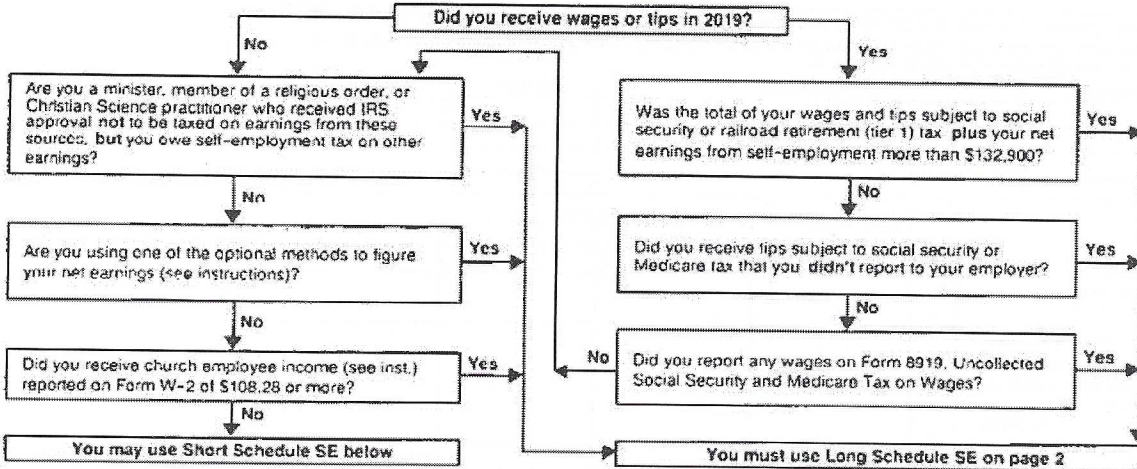 Did you receive wages or tips in 2019?
No
Yes
Are you a minister, member of a religious order, or
Christian Science practitioner who received IRS
approval not to be taxed on earnings from these
sources, but you owe self-employment tax on other
earnings?
Yes
No
Are you using one of the optional methods to figure
your net earnings (see instructions)?
Yes
No
Did you receive church employee income (see inst.)
reported on Form W-2 of $108.28 or more?
Yes
No
You may use Short Schedule SE below
Was the total of your wages and tips subject to social
security or railroad retirement (tier 1) tax plus your net
earnings from self-employment more than $132,900?
Yes
No
Did you receive tips subject to social security or
Medicare tax that you didn't report to your employer?
Yes
No
No
Did you report any wages on Form 8919, Uncollected
Social Security and Medicare Tax on Wages?
Yes
You must use Long Schedule SE on page 2